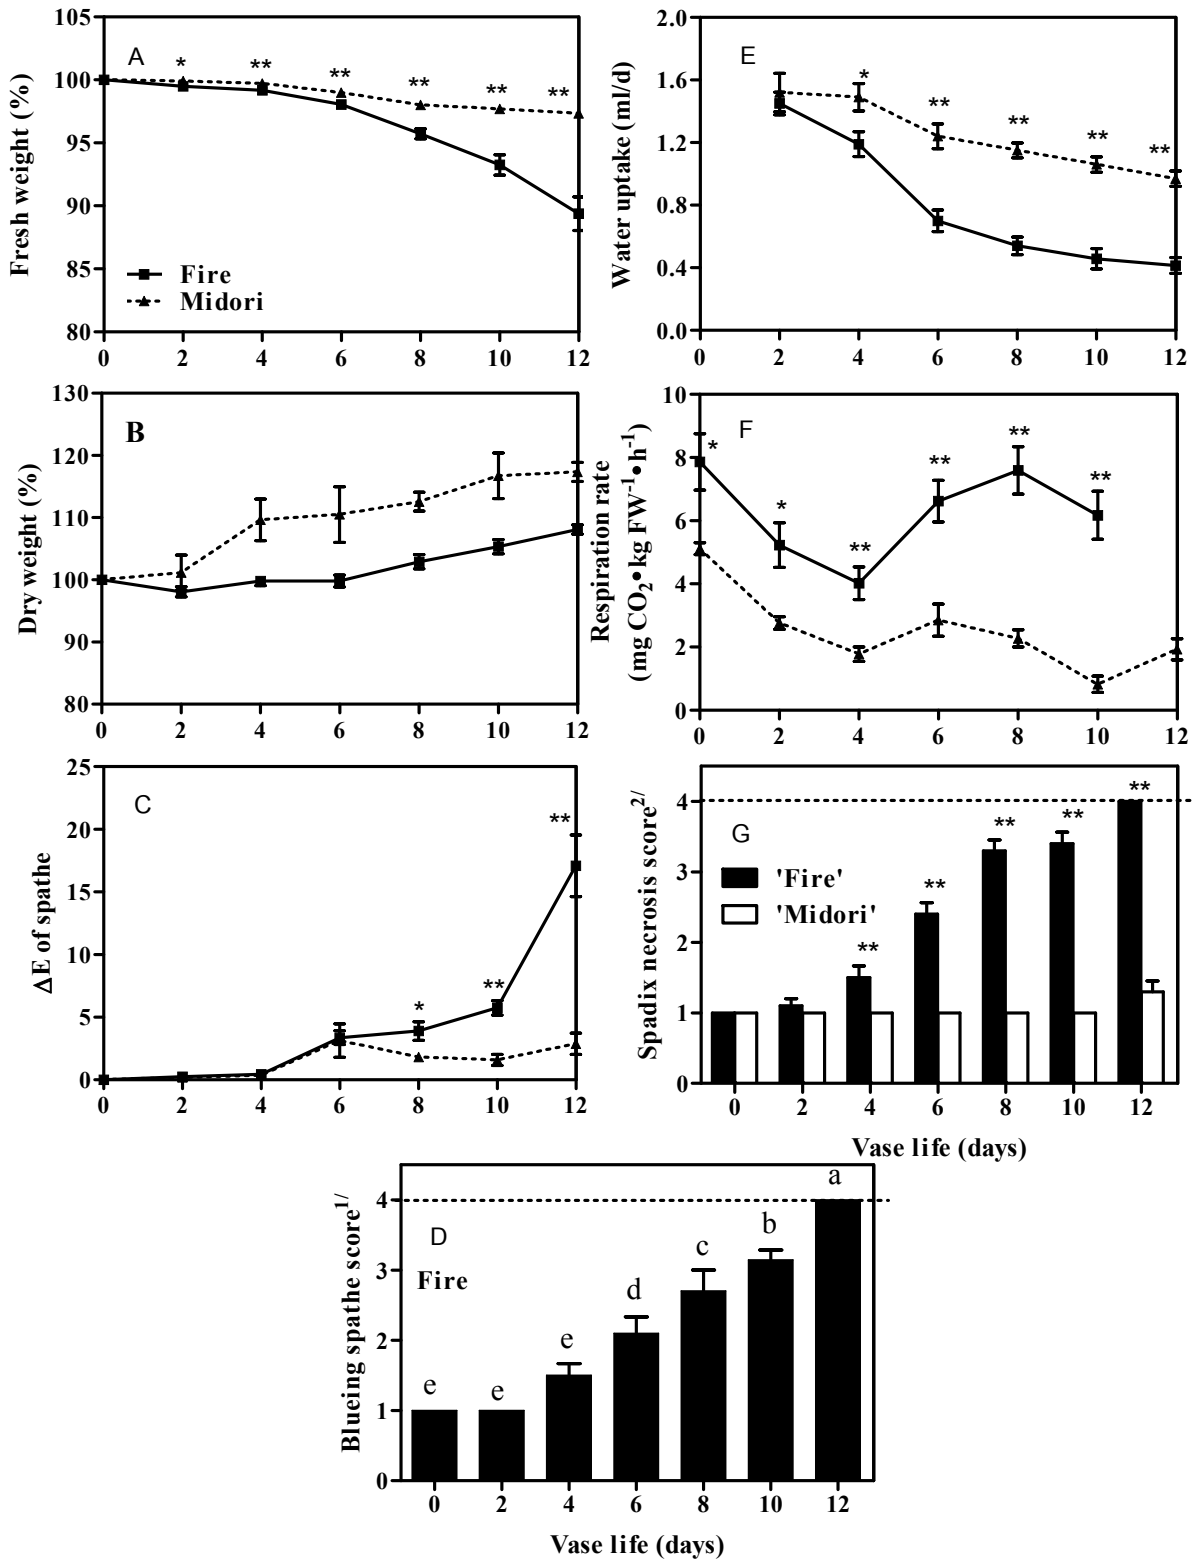 A
Fresh weight (%)
105
100
95
90
85
80
* ** ** ** ** **
Fire
Midori
0 2 4 6 8 10 12
E
Water uptake (ml/d)
2.0
1.6
1.2
0.8
0.4
0.0
* ** ** ** **
0 2 4 6 8 10 12
B
Dry weight (%)
130
120
110
100
90
80
0 2 4 6 8 10 12
F
Respiration rate
(mg CO₂•kg FW⁻¹•h⁻¹)
10
8
6
4
2
0
* * ** ** ** **
0 2 4 6 8 10 12
C
ΔE of spathe
25
20
15
10
5
0
* ** **
0 2 4 6 8 10 12
G
Spadix necrosis score²/
4
3
2
1
0
** ** ** ** **
'Fire'
'Midori'
0 2 4 6 8 10 12
Vase life (days)
D
Blueing spathe score¹/
Fire
4
3
2
1
0
e e e d c b a
0 2 4 6 8 10 12
Vase life (days)